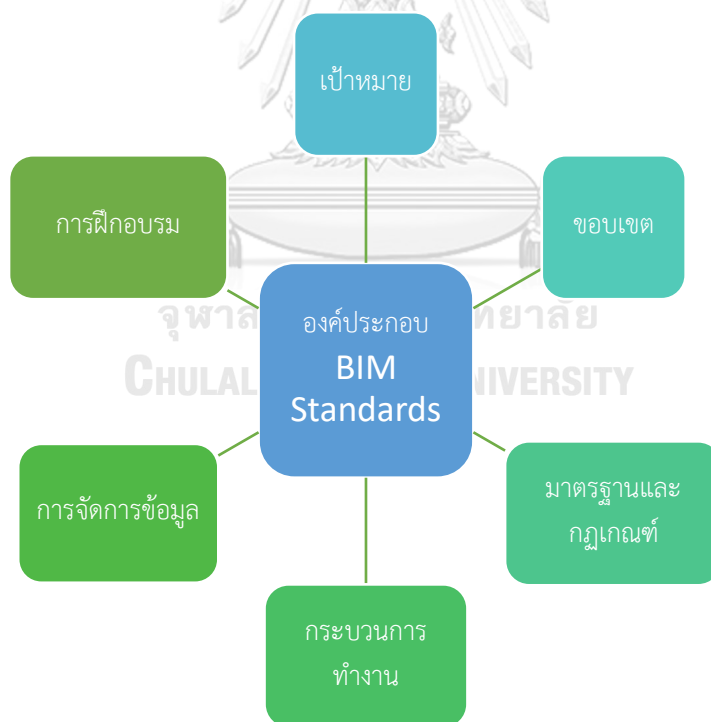 เป้าหมาย
การฝึกอบรม
ขอบเขต
องค์ประกอบ
BIM
Standards
การจัดการข้อมูล
มาตรฐานและ
กฎเกณฑ์
กระบวนการ
ทำงาน